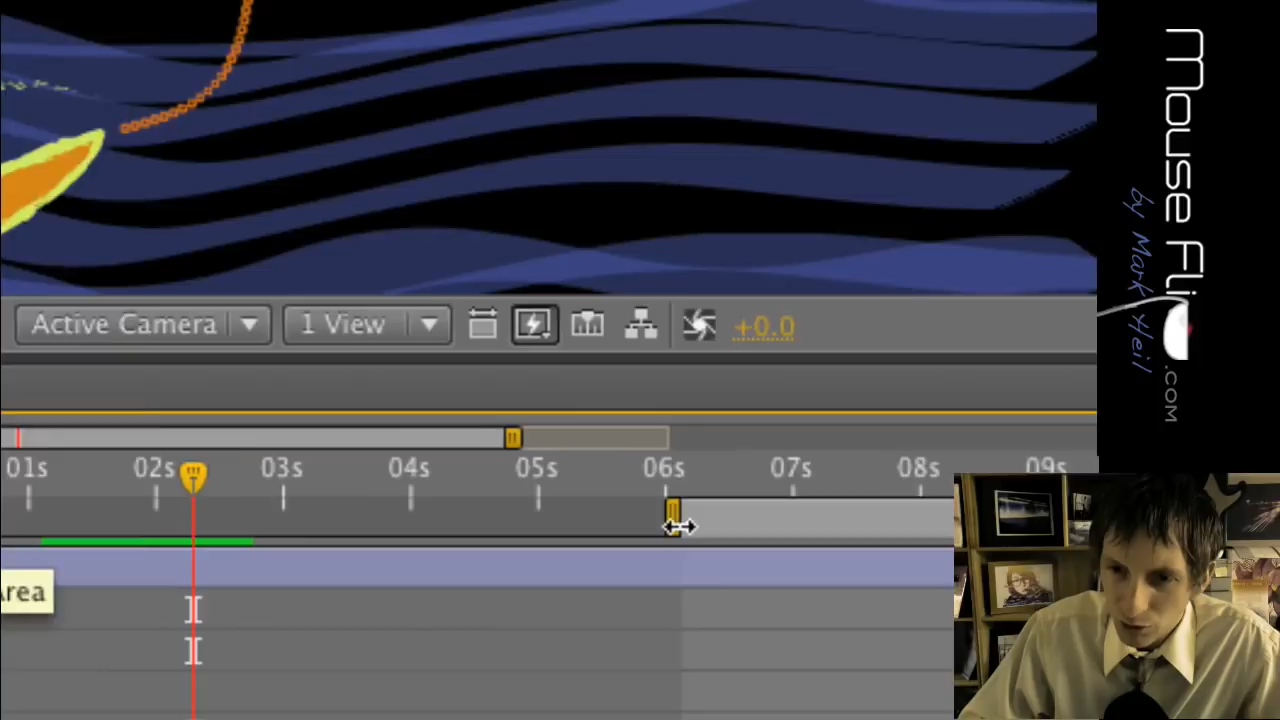 Active Camera
1 View
+0.0
01s 02s 03s 04s 05s 06s 07s 08s 09s
Area
Mouse Fli
by Mark Heil
.COM